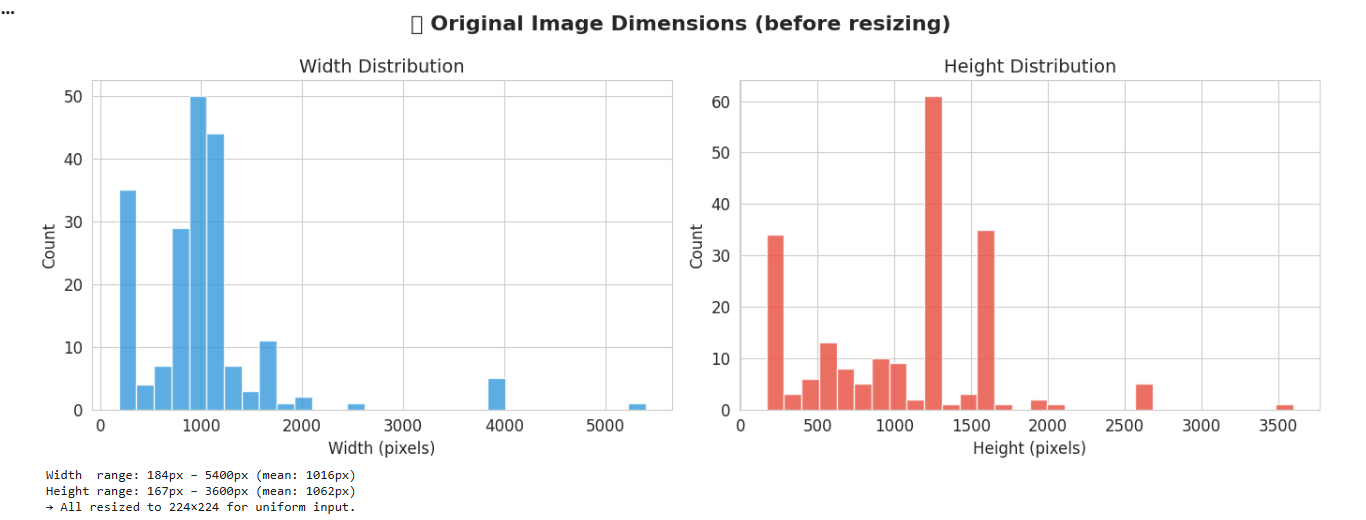 ...
▯ Original Image Dimensions (before resizing)
Width Distribution
50
40
30
20
10
0
Count
0 1000 2000 3000 4000 5000
Width (pixels)
Height Distribution
60
50
40
30
20
10
0
Count
0 500 1000 1500 2000 2500 3000 3500
Height (pixels)
Width  range: 184px – 5400px (mean: 1016px)
Height range: 167px – 3600px (mean: 1062px)
→ All resized to 224×224 for uniform input.